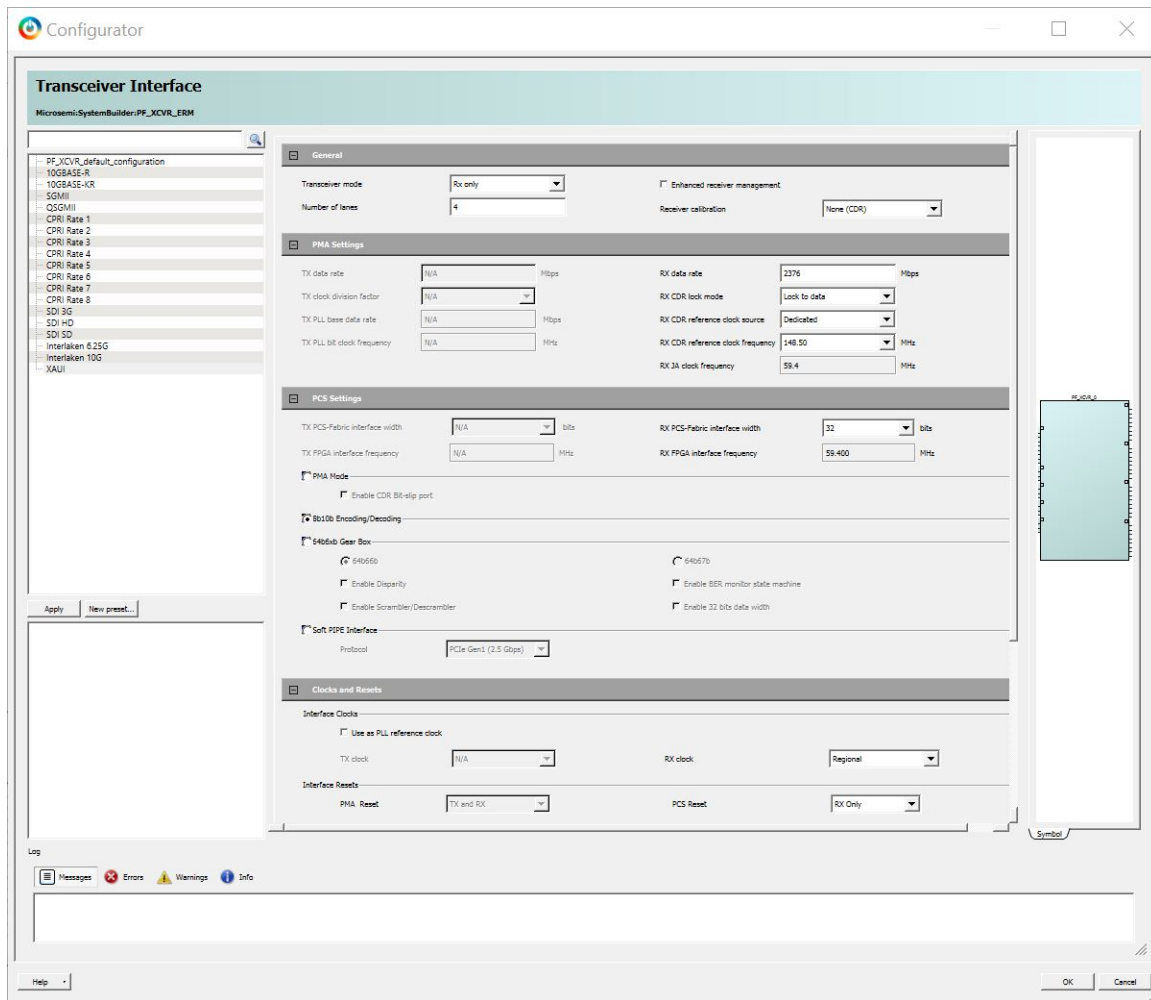 Configurator
Transceiver Interface
Microsemi:SystemBuilder:PF_XCVR_ERM
PF_XCVR_default_configuration
10GBASE-R
10GBASE-KR
SGMII
QSGMII
CPRI Rate 1
CPRI Rate 2
CPRI Rate 3
CPRI Rate 4
CPRI Rate 5
CPRI Rate 6
CPRI Rate 7
CPRI Rate 8
SDI 3G
SDI HD
SDI SD
Interlaken 6.25G
Interlaken 10G
XAUI
Apply New preset...
General
Transceiver mode Rx only Enhanced receiver management
Number of lanes 4 Receiver calibration None (CDR)
PMA Settings
TX data rate N/A Mbps RX data rate 2376 Mbps
TX clock division factor N/A RX CDR lock mode Lock to data
TX PLL base data rate N/A Mbps RX CDR reference clock source Dedicated
TX PLL bit clock frequency N/A MHz RX CDR reference clock frequency 148.50 MHz
RX JA clock frequency 59.4 MHz
PCS Settings
TX PCS-Fabric interface width N/A bits RX PCS-Fabric interface width 32 bits
TX FPGA interface frequency N/A MHz RX FPGA interface frequency 59.400 MHz
PMA Mode
Enable CDR Bit-slip port
8b10b Encoding/Decoding
64b6xb Gear Box
64b66b 64b67b
Enable Disparity Enable BER monitor state machine
Enable Scrambler/Descrambler Enable 32 bits data width
Soft PIPE Interface
Protocol PCIe Gen1 (2.5 Gbps)
Clocks and Resets
Interface Clocks
Use as PLL reference clock
TX clock N/A RX clock Regional
Interface Resets
PMA Reset TX and RX PCS Reset RX Only
PF_XCVR_0
Symbol
Log
Messages Errors Warnings Info
Help OK Cancel